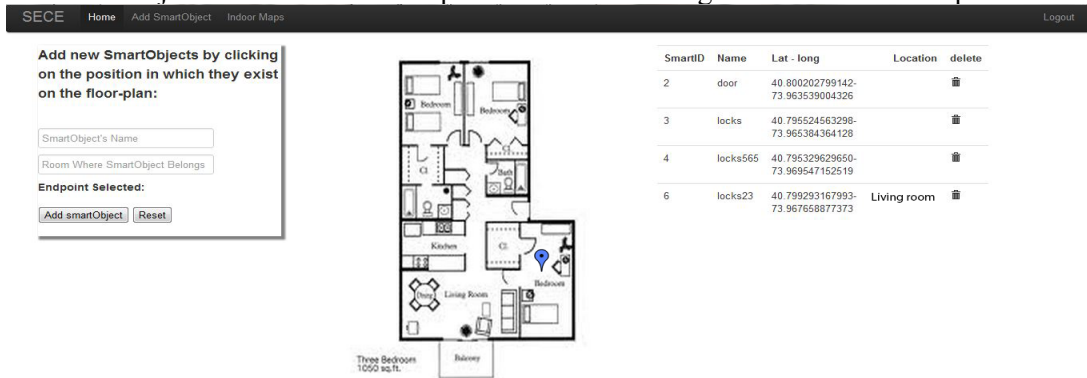 SECE Home Add SmartObject Indoor Maps Logout
Add new SmartObjects by clicking
on the position in which they exist
on the floor-plan:
SmartObject's Name
Room Where SmartObject Belongs
Endpoint Selected:
Add smartObject Reset
Bedroom
Bedroom
Cl.
Cl
Bath
Kitchen
Cl.
Bedroom
Dining
Living Room
Balcony
Three Bedroom
1050 sq.ft.
SmartID Name Lat - long Location delete
2 door 40.800202799142-
73.963539004326
3 locks 40.795524563298-
73.965384364128
4 locks565 40.795329629650-
73.969547152519
6 locks23 40.799293167993- Living room
73.967658877373